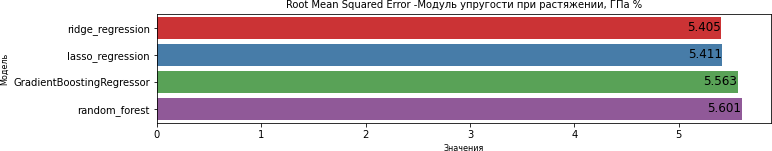 Root Mean Squared Error -Модуль упругости при растяжении, ГПа %
Модель
ridge_regression 5.405
lasso_regression 5.411
GradientBoostingRegressor 5.563
random_forest 5.601
0 1 2 3 4 5
Значения